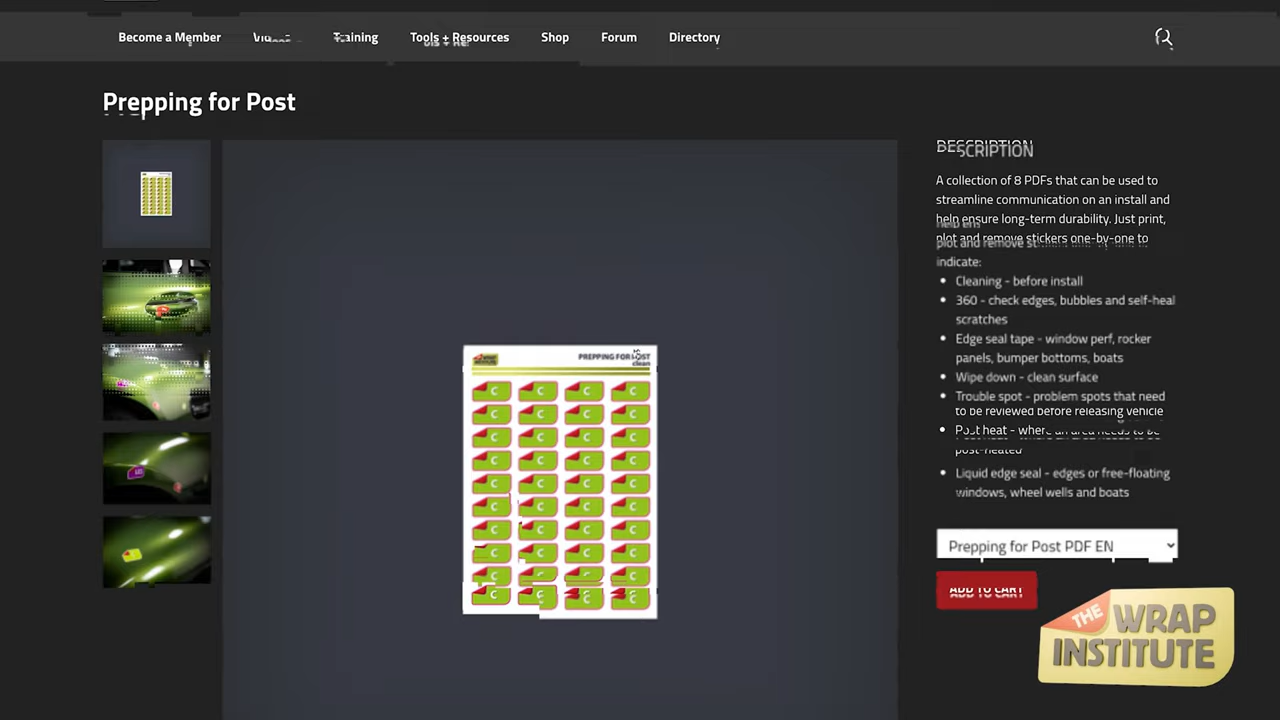 Become a Member
Training
Tools + Resources
Shop
Forum
Directory
Prepping for Post
DESCRIPTION
A collection of 8 PDFs that can be used to
streamline communication on an install and
help ensure long-term durability. Just print,
plot and remove stickers one-by-one to
indicate:
• Cleaning - before install
• 360 - check edges, bubbles and self-heal
scratches
• Edge seal tape - window perf, rocker
panels, bumper bottoms, boats
• Wipe down - clean surface
• Trouble spot - problem spots that need
to be reviewed before releasing vehicle
• Post heat - where an area needs to be
post-heated
• Liquid edge seal - edges or free-floating
windows, wheel wells and boats
Prepping for Post PDF EN
ADD TO CART
PREPPING FOR POST
clean
C C C C
C C C C
C C C C
C C C C
C C C C
C C C C
C C C C
C C C C
C C C C
C C C C
THE WRAP
INSTITUTE